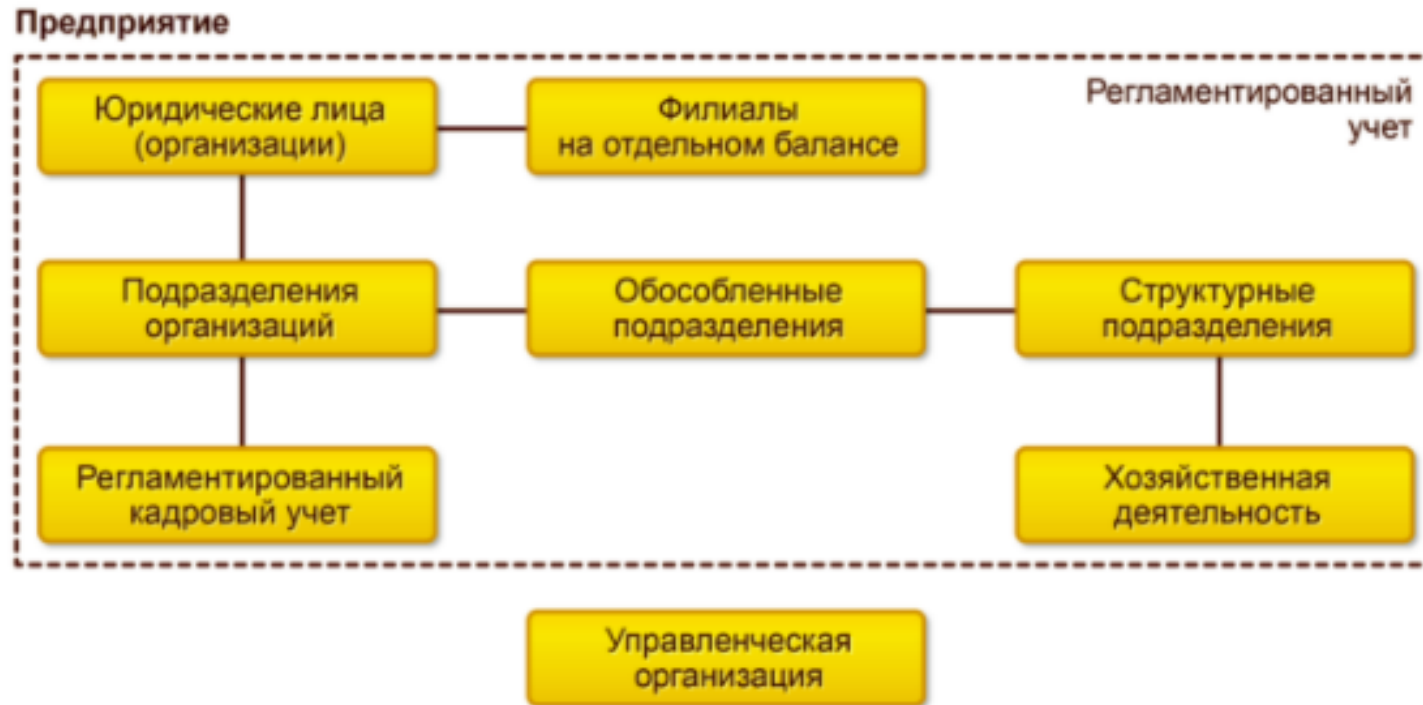 Предприятие
Регламентированный
учет
Юридические лица
(организации)
Филиалы
на отдельном балансе
Подразделения
организаций
Обособленные
подразделения
Структурные
подразделения
Регламентированный
кадровый учет
Хозяйственная
деятельность
Управленческая
организация